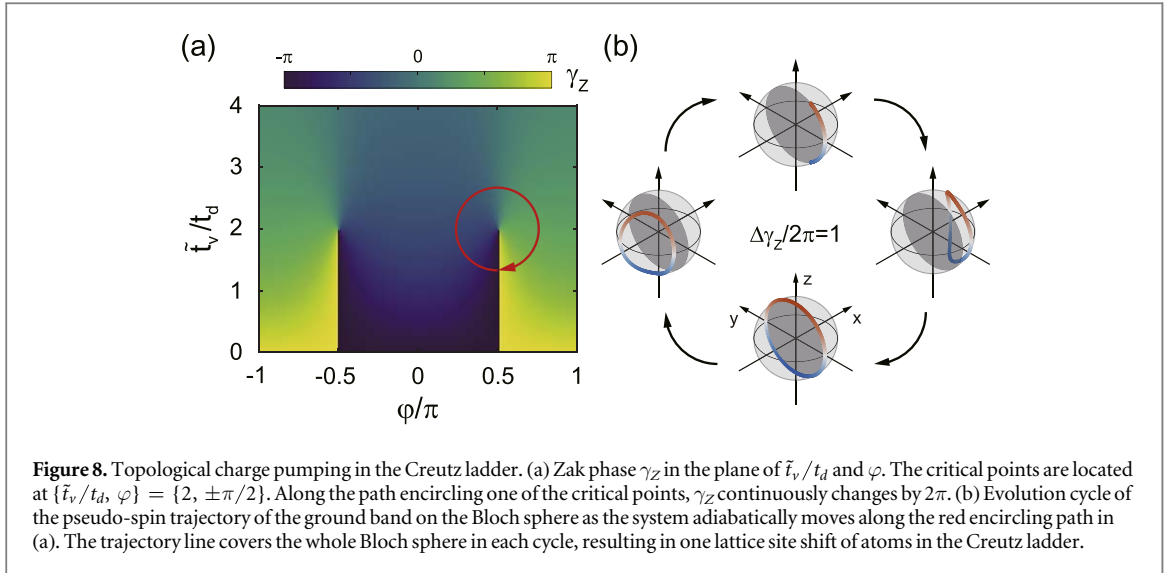 (a)
-π 0 π
γZ
4
3
2
1
0
t̃v/td
-1 -0.5 0 0.5 1
φ/π
(b)
ΔγZ/2π=1
z
y x
Figure 8. Topological charge pumping in the Creutz ladder. (a) Zak phase γZ in the plane of t̃v/td and φ. The critical points are located
at {t̃v/td, φ} = {2, ±π/2}. Along the path encircling one of the critical points, γZ continuously changes by 2π. (b) Evolution cycle of
the pseudo-spin trajectory of the ground band on the Bloch sphere as the system adiabatically moves along the red encircling path in
(a). The trajectory line covers the whole Bloch sphere in each cycle, resulting in one lattice site shift of atoms in the Creutz ladder.